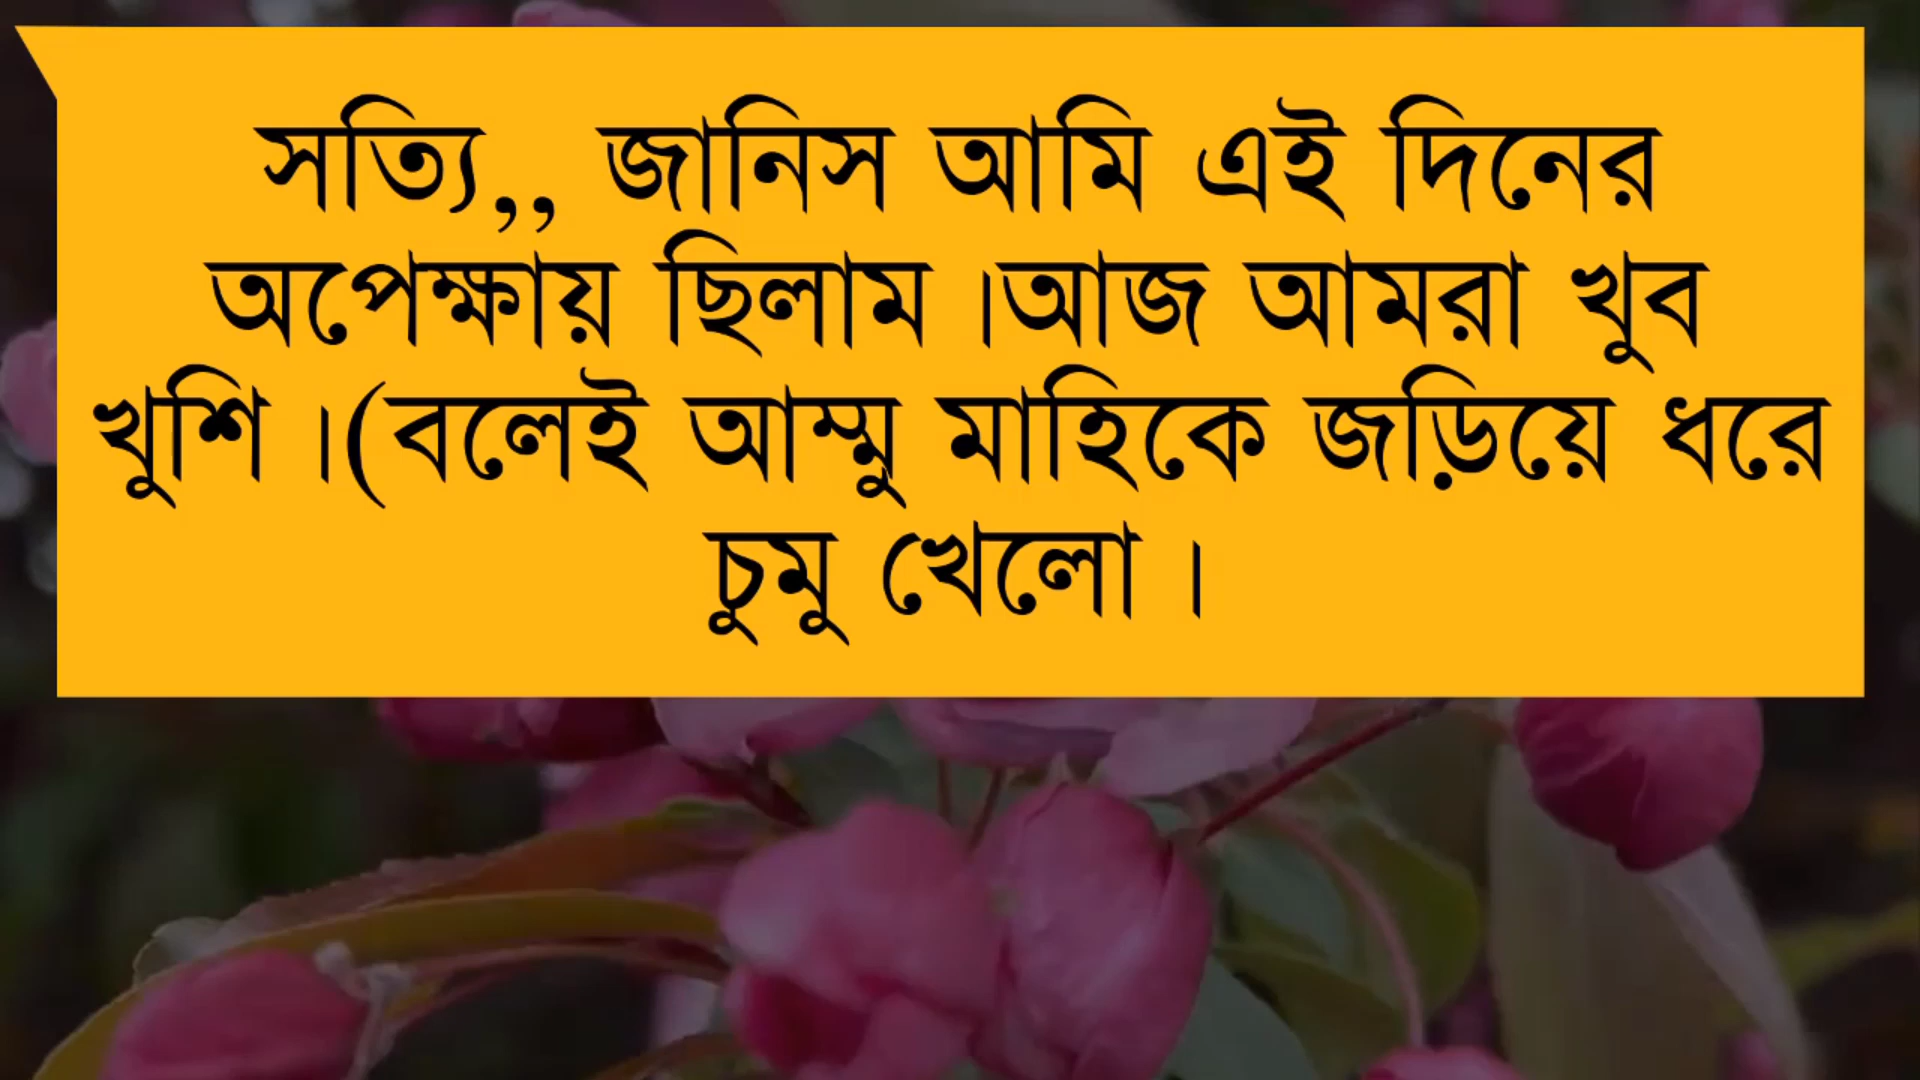 সত্যি,, জানিস আমি এই দিনের
অপেক্ষায় ছিলাম ।আজ আমরা খুব
খুশি ।(বলেই আম্মু মাহিকে জড়িয়ে ধরে
চুমু খেলো ।